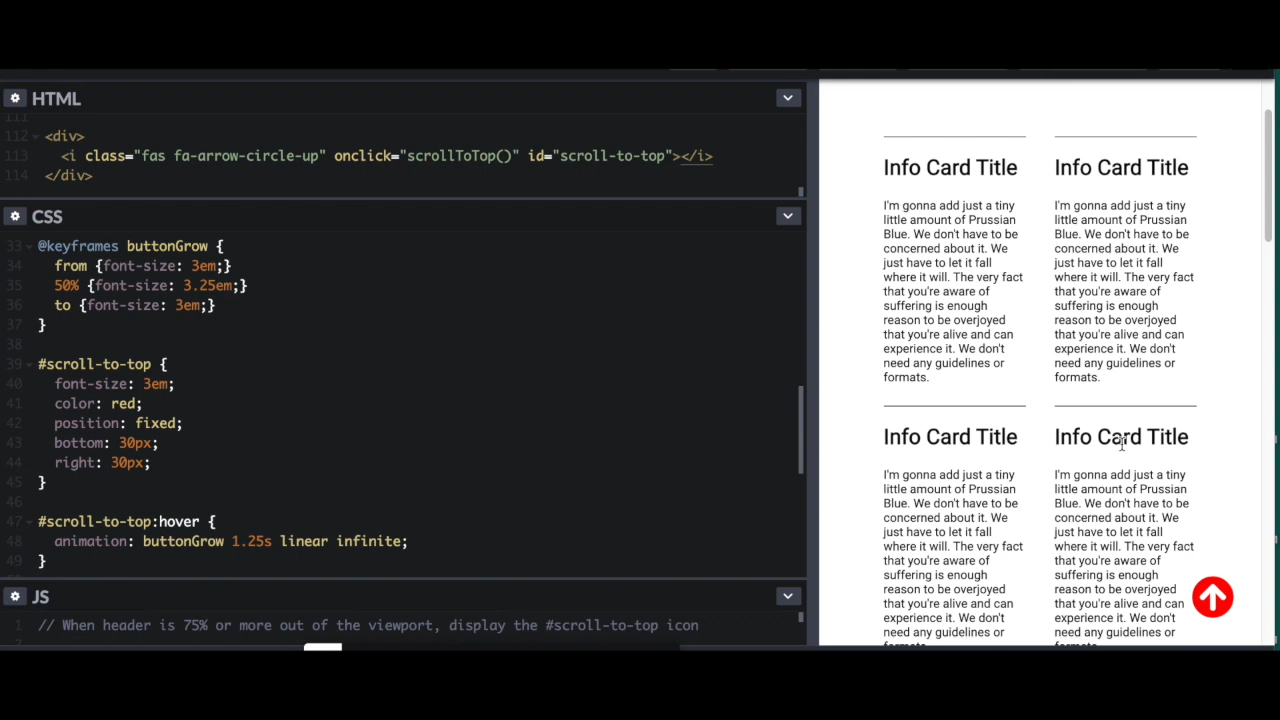 HTML
111
112 <div>
113 <i class="fas fa-arrow-circle-up" onclick="scrollToTop()" id="scroll-to-top"></i>
114 </div>
CSS
33 @keyframes buttonGrow {
34 from {font-size: 3em;}
35 50% {font-size: 3.25em;}
36 to {font-size: 3em;}
37 }
38
39 #scroll-to-top {
40 font-size: 3em;
41 color: red;
42 position: fixed;
43 bottom: 30px;
44 right: 30px;
45 }
46
47 #scroll-to-top:hover {
48 animation: buttonGrow 1.25s linear infinite;
49 }
JS
1 // When header is 75% or more out of the viewport, display the #scroll-to-top icon
2
Info Card Title
I'm gonna add just a tiny
little amount of Prussian
Blue. We don't have to be
concerned about it. We
just have to let it fall
where it will. The very fact
that you're aware of
suffering is enough
reason to be overjoyed
that you're alive and can
experience it. We don't
need any guidelines or
formats.
Info Card Title
I'm gonna add just a tiny
little amount of Prussian
Blue. We don't have to be
concerned about it. We
just have to let it fall
where it will. The very fact
that you're aware of
suffering is enough
reason to be overjoyed
that you're alive and can
experience it. We don't
need any guidelines or
formats.
Info Card Title
I'm gonna add just a tiny
little amount of Prussian
Blue. We don't have to be
concerned about it. We
just have to let it fall
where it will. The very fact
that you're aware of
suffering is enough
reason to be overjoyed
that you're alive and can
experience it. We don't
need any guidelines or
Info Card Title
I'm gonna add just a tiny
little amount of Prussian
Blue. We don't have to be
concerned about it. We
just have to let it fall
where it will. The very fact
that you're aware of
suffering is enough
reason to be overjoyed
that you're alive and can
experience it. We don't
need any guidelines or